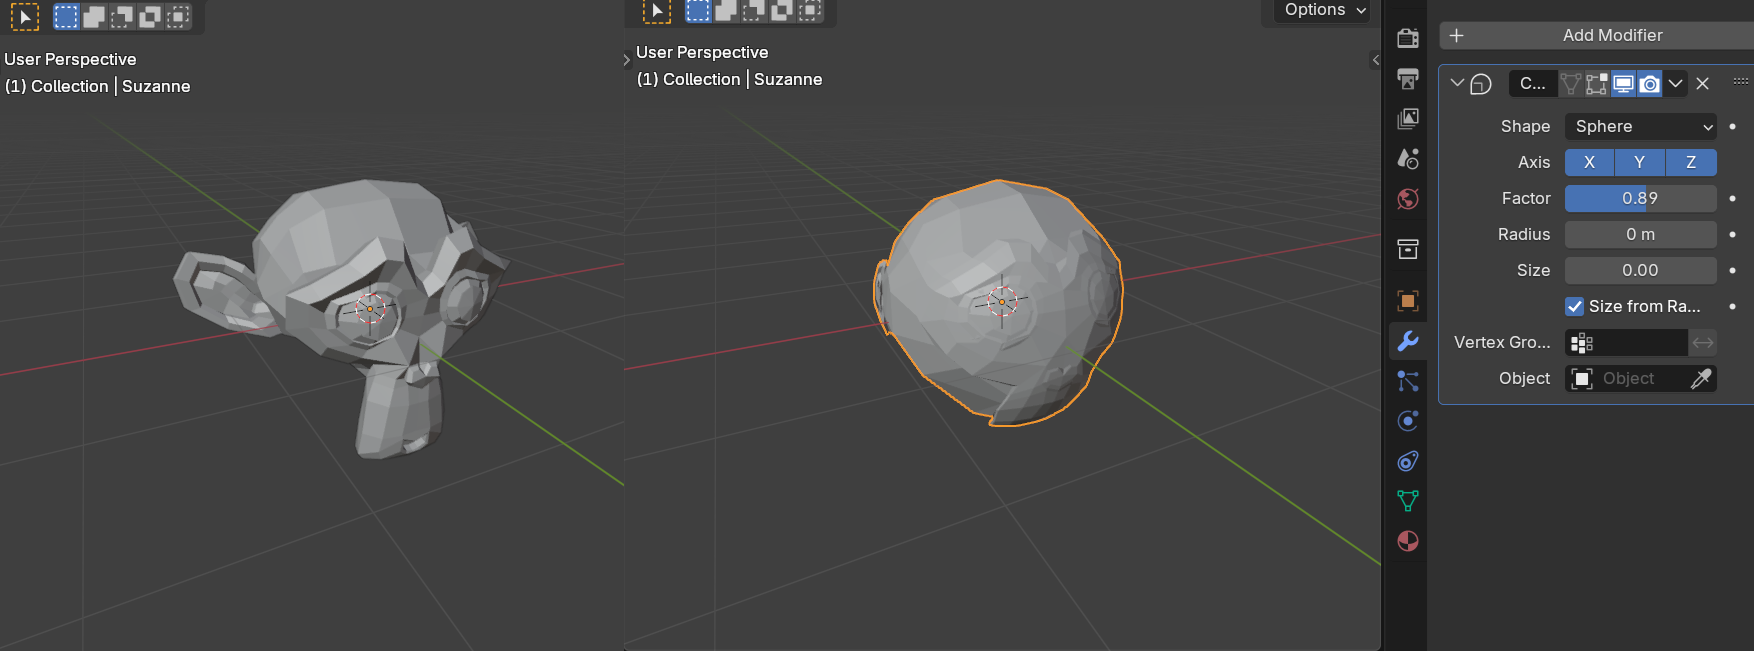 User Perspective
(1) Collection | Suzanne
User Perspective
(1) Collection | Suzanne
Options
Add Modifier
C...
Shape Sphere
Axis X Y Z
Factor 0.89
Radius 0 m
Size 0.00
Size from Ra...
Vertex Gro...
Object Object